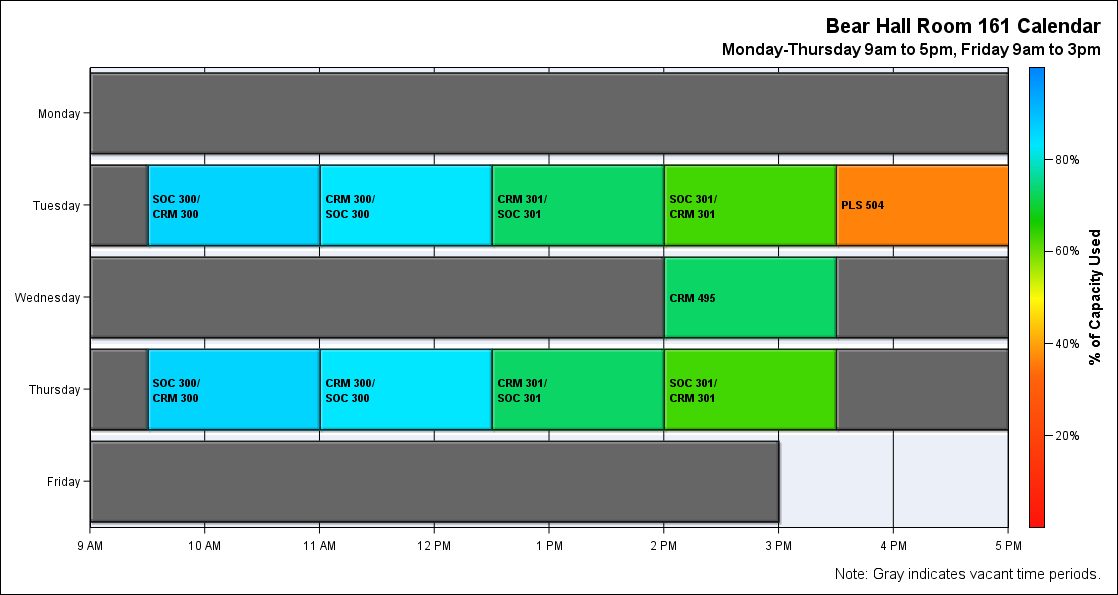 Bear Hall Room 161 Calendar
Monday-Thursday 9am to 5pm, Friday 9am to 3pm
Monday
Tuesday
SOC 300/
CRM 300
CRM 300/
SOC 300
CRM 301/
SOC 301
SOC 301/
CRM 301
PLS 504
Wednesday
CRM 495
Thursday
SOC 300/
CRM 300
CRM 300/
SOC 300
CRM 301/
SOC 301
SOC 301/
CRM 301
Friday
9 AM 10 AM 11 AM 12 PM 1 PM 2 PM 3 PM 4 PM 5 PM
80%
60%
40%
20%
% of Capacity Used
Note: Gray indicates vacant time periods.